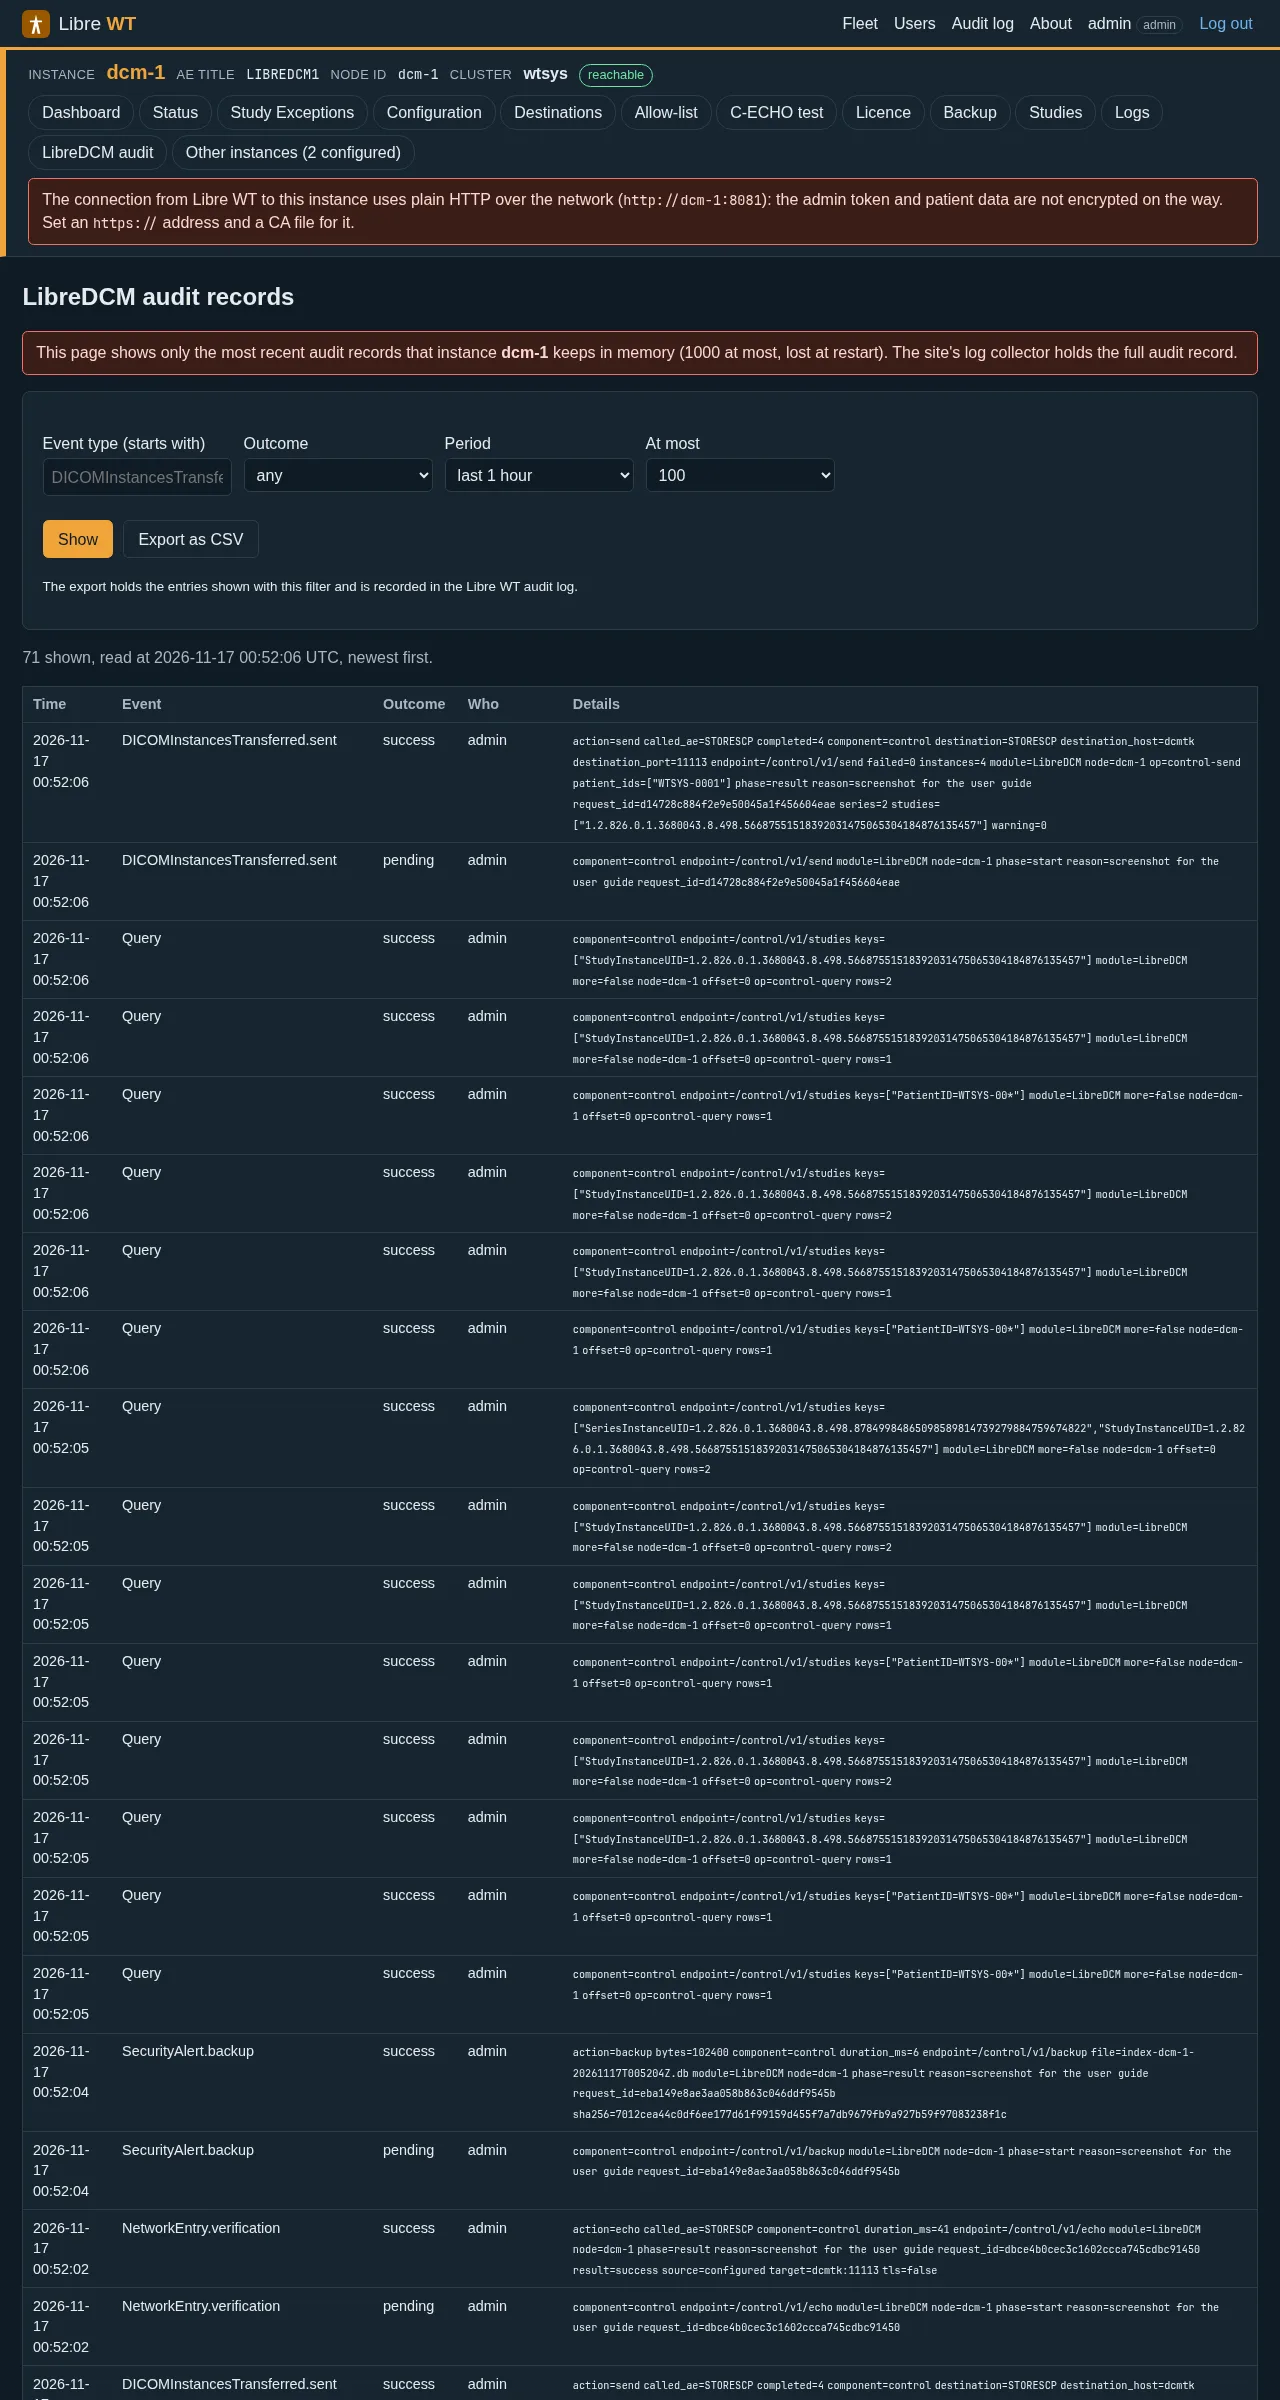 Libre WT
Fleet Users Audit log About admin admin Log out
INSTANCE dcm-1 AE TITLE LIBREDCM1 NODE ID dcm-1 CLUSTER wtsys reachable
Dashboard Status Study Exceptions Configuration Destinations Allow-list C-ECHO test Licence Backup Studies Logs
LibreDCM audit Other instances (2 configured)
The connection from Libre WT to this instance uses plain HTTP over the network (http://dcm-1:8081): the admin token and patient data are not encrypted on the way.
Set an https:// address and a CA file for it.
LibreDCM audit records
This page shows only the most recent audit records that instance dcm-1 keeps in memory (1000 at most, lost at restart). The site's log collector holds the full audit record.
Event type (starts with) Outcome Period At most
DICOMInstancesTransfe any last 1 hour 100
Show Export as CSV
The export holds the entries shown with this filter and is recorded in the Libre WT audit log.
71 shown, read at 2026-11-17 00:52:06 UTC, newest first.
Time Event Outcome Who Details
2026-11-17 00:52:06 DICOMInstancesTransferred.sent success admin action=send called_ae=STORESCP completed=4 component=control destination=STORESCP destination_host=dcmtk
destination_port=11113 endpoint=/control/v1/send failed=0 instances=4 module=LibreDCM node=dcm-1 op=control-send
patient_ids=["WTSYS-0001"] phase=result reason=screenshot for the user guide
request_id=d14728c884f2e9e50045a1f456604eae series=2 studies=
["1.2.826.0.1.3680043.8.498.56687551518392031475065304184876135457"] warning=0
2026-11-17 00:52:06 DICOMInstancesTransferred.sent pending admin component=control endpoint=/control/v1/send module=LibreDCM node=dcm-1 phase=start reason=screenshot for the
user guide request_id=d14728c884f2e9e50045a1f456604eae
2026-11-17 00:52:06 Query success admin component=control endpoint=/control/v1/studies keys=
["StudyInstanceUID=1.2.826.0.1.3680043.8.498.56687551518392031475065304184876135457"] module=LibreDCM
more=false node=dcm-1 offset=0 op=control-query rows=2
2026-11-17 00:52:06 Query success admin component=control endpoint=/control/v1/studies keys=
["StudyInstanceUID=1.2.826.0.1.3680043.8.498.56687551518392031475065304184876135457"] module=LibreDCM
more=false node=dcm-1 offset=0 op=control-query rows=1
2026-11-17 00:52:06 Query success admin component=control endpoint=/control/v1/studies keys=["PatientID=WTSYS-00*"] module=LibreDCM more=false node=dcm-
1 offset=0 op=control-query rows=1
2026-11-17 00:52:06 Query success admin component=control endpoint=/control/v1/studies keys=
["StudyInstanceUID=1.2.826.0.1.3680043.8.498.56687551518392031475065304184876135457"] module=LibreDCM
more=false node=dcm-1 offset=0 op=control-query rows=2
2026-11-17 00:52:06 Query success admin component=control endpoint=/control/v1/studies keys=
["StudyInstanceUID=1.2.826.0.1.3680043.8.498.56687551518392031475065304184876135457"] module=LibreDCM
more=false node=dcm-1 offset=0 op=control-query rows=1
2026-11-17 00:52:06 Query success admin component=control endpoint=/control/v1/studies keys=["PatientID=WTSYS-00*"] module=LibreDCM more=false node=dcm-
1 offset=0 op=control-query rows=1
2026-11-17 00:52:05 Query success admin component=control endpoint=/control/v1/studies keys=
["SeriesInstanceUID=1.2.826.0.1.3680043.8.498.87849984865098589814739279884759674822","StudyInstanceUID=1.2.82
6.0.1.3680043.8.498.56687551518392031475065304184876135457"] module=LibreDCM more=false node=dcm-1 offset=0
op=control-query rows=2
2026-11-17 00:52:05 Query success admin component=control endpoint=/control/v1/studies keys=
["StudyInstanceUID=1.2.826.0.1.3680043.8.498.56687551518392031475065304184876135457"] module=LibreDCM
more=false node=dcm-1 offset=0 op=control-query rows=2
2026-11-17 00:52:05 Query success admin component=control endpoint=/control/v1/studies keys=
["StudyInstanceUID=1.2.826.0.1.3680043.8.498.56687551518392031475065304184876135457"] module=LibreDCM
more=false node=dcm-1 offset=0 op=control-query rows=1
2026-11-17 00:52:05 Query success admin component=control endpoint=/control/v1/studies keys=["PatientID=WTSYS-00*"] module=LibreDCM more=false node=dcm-
1 offset=0 op=control-query rows=1
2026-11-17 00:52:05 Query success admin component=control endpoint=/control/v1/studies keys=
["StudyInstanceUID=1.2.826.0.1.3680043.8.498.56687551518392031475065304184876135457"] module=LibreDCM
more=false node=dcm-1 offset=0 op=control-query rows=2
2026-11-17 00:52:05 Query success admin component=control endpoint=/control/v1/studies keys=
["StudyInstanceUID=1.2.826.0.1.3680043.8.498.56687551518392031475065304184876135457"] module=LibreDCM
more=false node=dcm-1 offset=0 op=control-query rows=1
2026-11-17 00:52:05 Query success admin component=control endpoint=/control/v1/studies keys=["PatientID=WTSYS-00*"] module=LibreDCM more=false node=dcm-
1 offset=0 op=control-query rows=1
2026-11-17 00:52:05 Query success admin component=control endpoint=/control/v1/studies keys=["PatientID=WTSYS-00*"] module=LibreDCM more=false node=dcm-
1 offset=0 op=control-query rows=1
2026-11-17 00:52:04 SecurityAlert.backup success admin action=backup bytes=102400 component=control duration_ms=6 endpoint=/control/v1/backup file=index-dcm-1-
20261117T005204Z.db module=LibreDCM node=dcm-1 phase=result reason=screenshot for the user guide
request_id=eba149e8ae3aa058b863c046ddf9545b
sha256=7012cea44c0df6ee177d61f99159d455f7a7db9679fb9a927b59f97083238f1c
2026-11-17 00:52:04 SecurityAlert.backup pending admin component=control endpoint=/control/v1/backup module=LibreDCM node=dcm-1 phase=start reason=screenshot for the
user guide request_id=eba149e8ae3aa058b863c046ddf9545b
2026-11-17 00:52:02 NetworkEntry.verification success admin action=echo called_ae=STORESCP component=control duration_ms=41 endpoint=/control/v1/echo module=LibreDCM
node=dcm-1 phase=result reason=screenshot for the user guide request_id=dbce4b0cec3c1602ccca745cdbc91450
result=success source=configured target=dcmtk:11113 tls=false
2026-11-17 00:52:02 NetworkEntry.verification pending admin component=control endpoint=/control/v1/echo module=LibreDCM node=dcm-1 phase=start reason=screenshot for the
user guide request_id=dbce4b0cec3c1602ccca745cdbc91450
2026-11- DICOMInstancesTransferred.sent success admin action=send called_ae=STORESCP completed=4 component=control destination=STORESCP destination_host=dcmtk